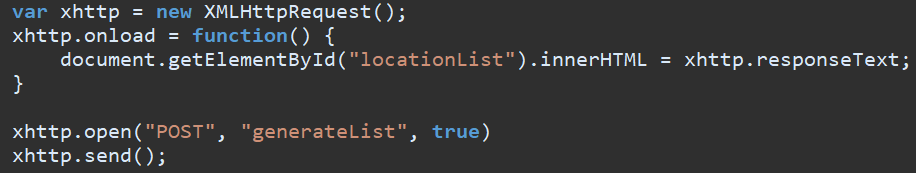 var xhttp = new XMLHttpRequest();
xhttp.onload = function() {
    document.getElementById("locationList").innerHTML = xhttp.responseText;
}
xhttp.open("POST", "generateList", true)
xhttp.send();